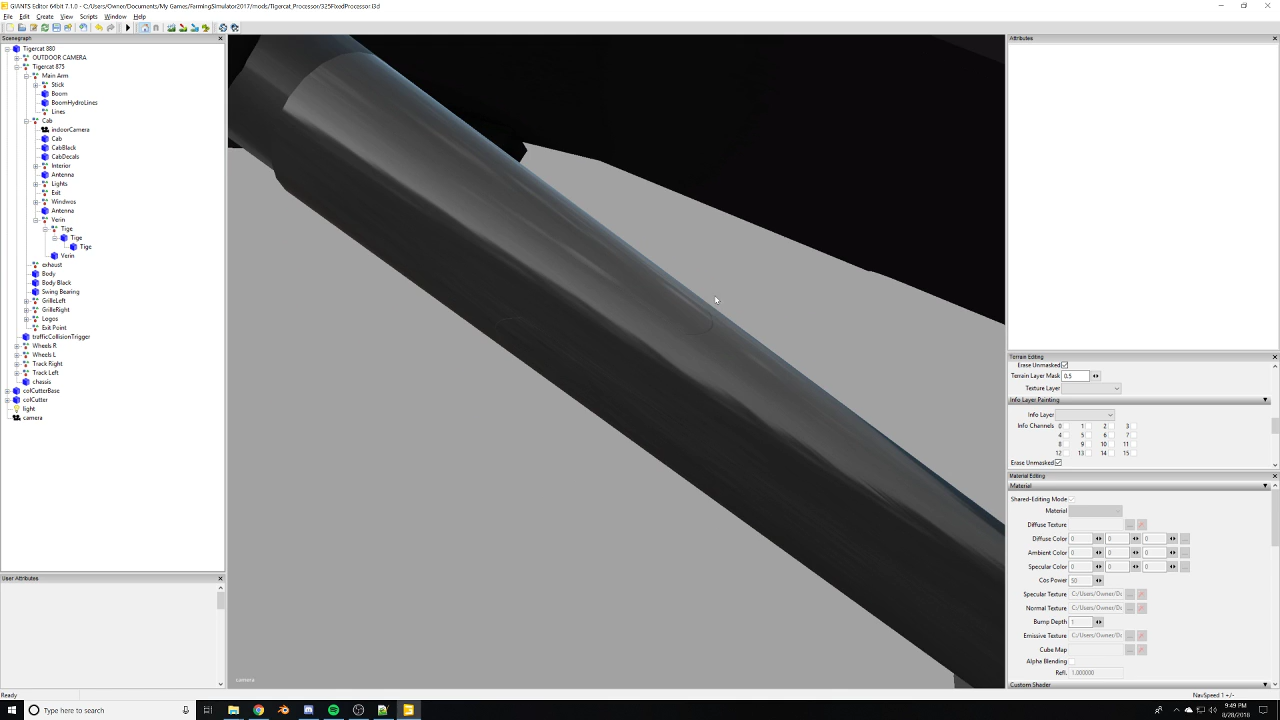 GIANTS Editor 64bit 7.1.0 - C:/Users/Owner/Documents/My Games/FarmingSimulator2017/mods/Tigercat_Processor/325FixedProcessor.i3d
File Edit Create View Scripts Window Help
Scenegraph
Tigercat 880
OUTDOOR CAMERA
Tigercat 875
Main Arm
Stick
Boom
BoomHydroLines
Lines
Cab
indoorCamera
Cab
CabBlack
CabDecals
Interior
Antenna
Lights
Exit
Windwos
Antenna
Verin
Tige
Tige
Tige
Verin
exhaust
Body
Body Black
Swing Bearing
GrilleLeft
GrilleRight
Logos
Exit Point
trafficCollisionTrigger
Wheels R
Wheels L
Track Right
Track Left
chassis
colCutterBase
colCutter
light
camera
User Attributes
camera
Attributes
Terrain Editing
Erase Unmasked
Terrain Layer Mask 0.5
Texture Layer
Info Layer Painting
Info Layer
Info Channels 0 1 2 3
4 5 6 7
8 9 10 11
12 13 14 15
Erase Unmasked
Material Editing
Material
Shared-Editing Mode
Material
Diffuse Texture ...
Diffuse Color 0 0 0 ...
Ambient Color 0 0 0 ...
Specular Color 0 0 0 ...
Cos Power 50
Specular Texture C:/Users/Owner/Dc ...
Normal Texture C:/Users/Owner/Dc ...
Bump Depth 1
Emissive Texture C:/Users/Owner/Dc ...
Cube Map ...
Alpha Blending
Refl. 1.000000
Custom Shader
Ready
NavSpeed 1 +/-
Type here to search
9:49 PM
8/28/2018